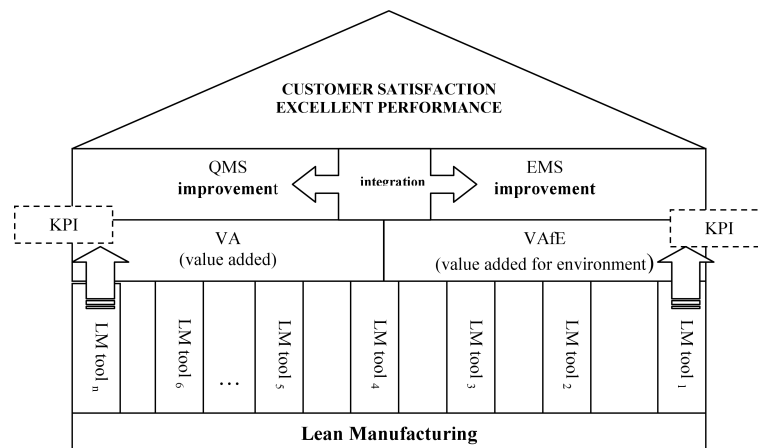 CUSTOMER SATISFACTION
EXCELLENT PERFORMANCE
QMS
improvement
integration
EMS
improvement
KPI
KPI
VA
(value added)
VAfE
(value added for environment)
LM tool n
LM tool 6
...
LM tool 5
LM tool 4
LM tool 3
LM tool 2
LM tool 1
Lean Manufacturing